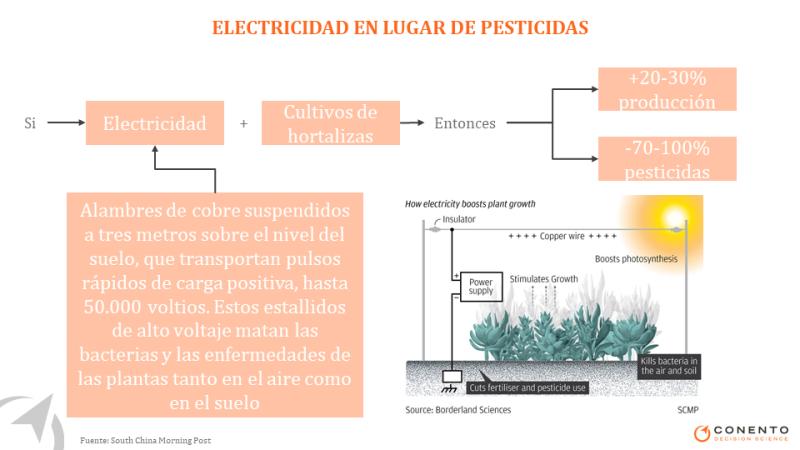 ELECTRICIDAD EN LUGAR DE PESTICIDAS
Si
Electricidad
+
Cultivos de
hortalizas
Entonces
+20-30%
producción
-70-100%
pesticidas
Alambres de cobre suspendidos
a tres metros sobre el nivel del
suelo, que transportan pulsos
rápidos de carga positiva, hasta
50.000 voltios. Estos estallidos
de alto voltaje matan las
bacterias y las enfermedades de
las plantas tanto en el aire como
en el suelo
How electricity boosts plant growth
Insulator
++++ Copper wire ++++
Boosts photosynthesis
+
Power
supply
−
Stimulates Growth
Kills bacteria in
the air and soil
Cuts fertiliser and pesticide use
Source: Borderland Sciences
SCMP
Fuente: South China Morning Post
CONENTO
DECISION SCIENCE